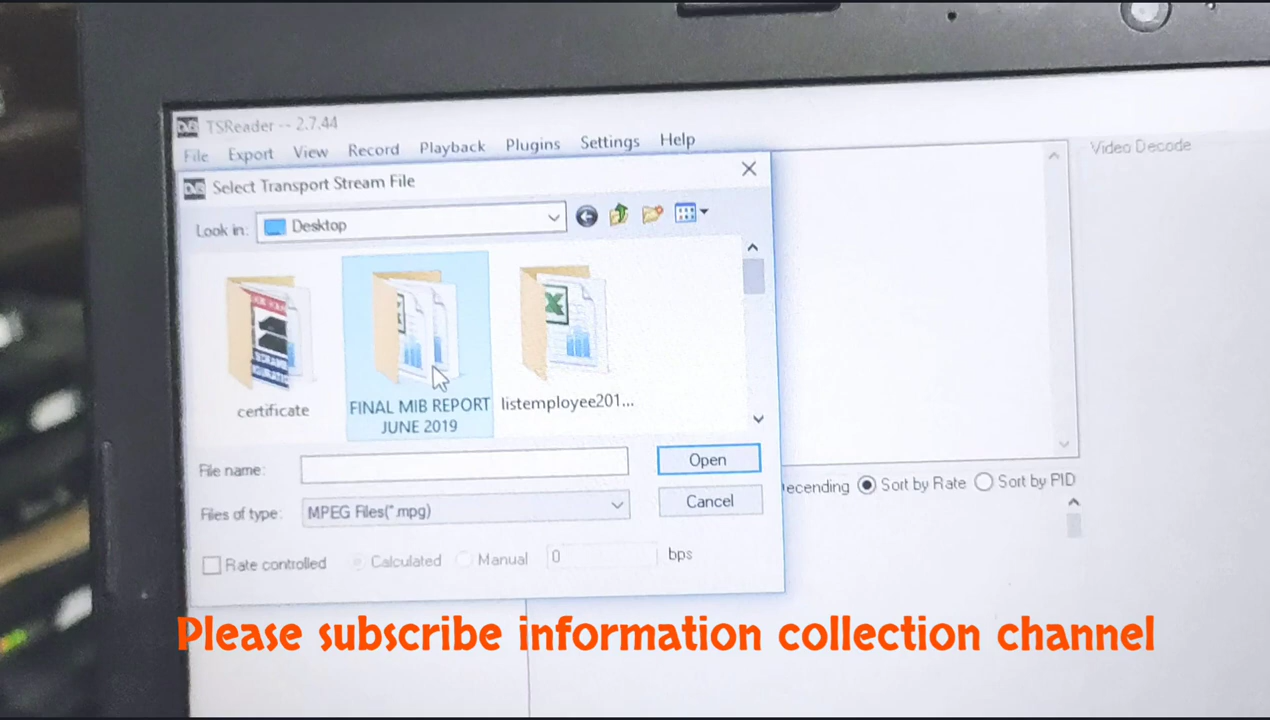 TSReader -- 2.7.44
File Export View Record Playback Plugins Settings Help
Select Transport Stream File
Video Decode
Look in: Desktop
certificate
FINAL MIB REPORT
JUNE 2019
listemployee201...
File name:
Open
Files of type: MPEG Files(*.mpg)
Cancel
ecending Sort by Rate Sort by PID
Rate controlled Calculated Manual 0 bps
Please subscribe information collection channel